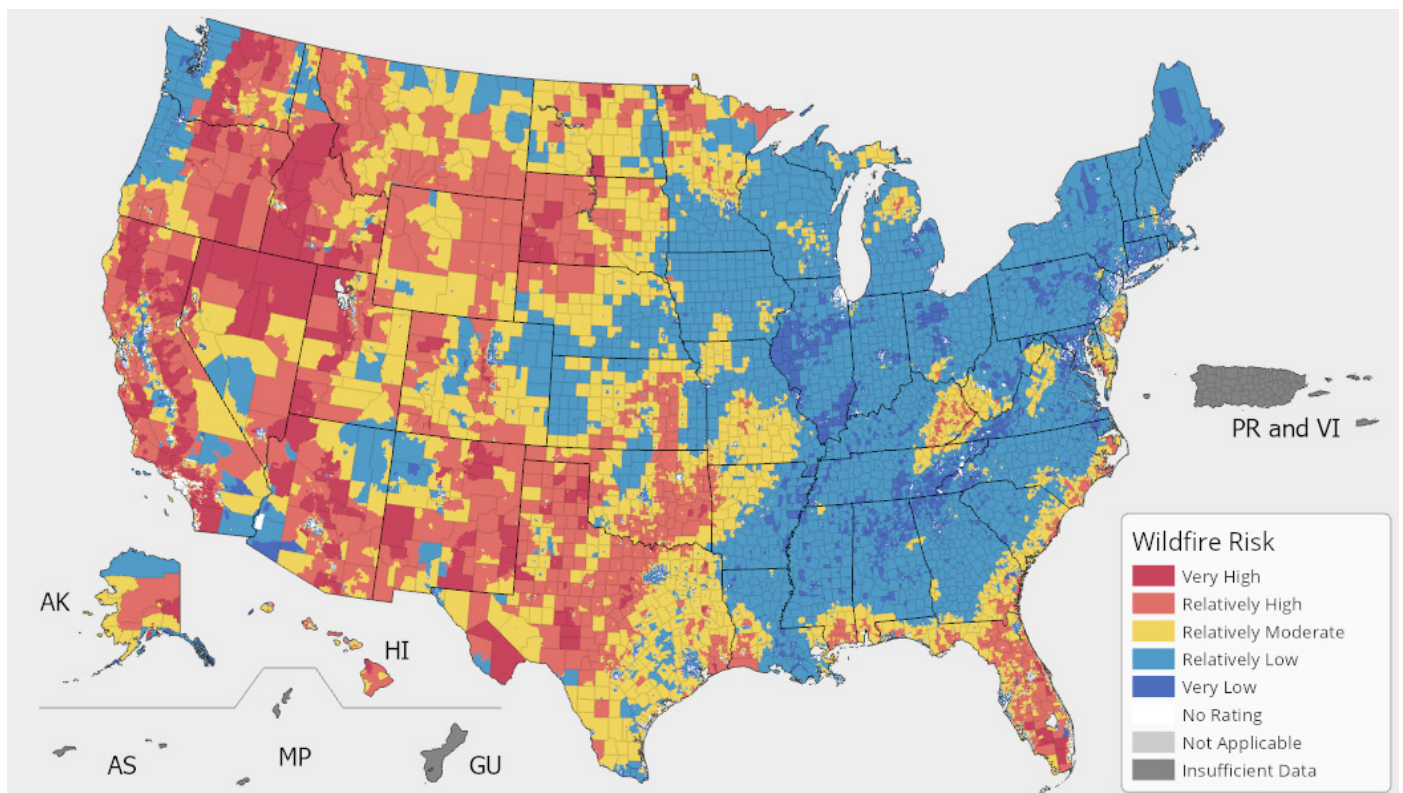 PR and VI
AK
HI
AS
MP
GU
Wildfire Risk
Very High
Relatively High
Relatively Moderate
Relatively Low
Very Low
No Rating
Not Applicable
Insufficient Data